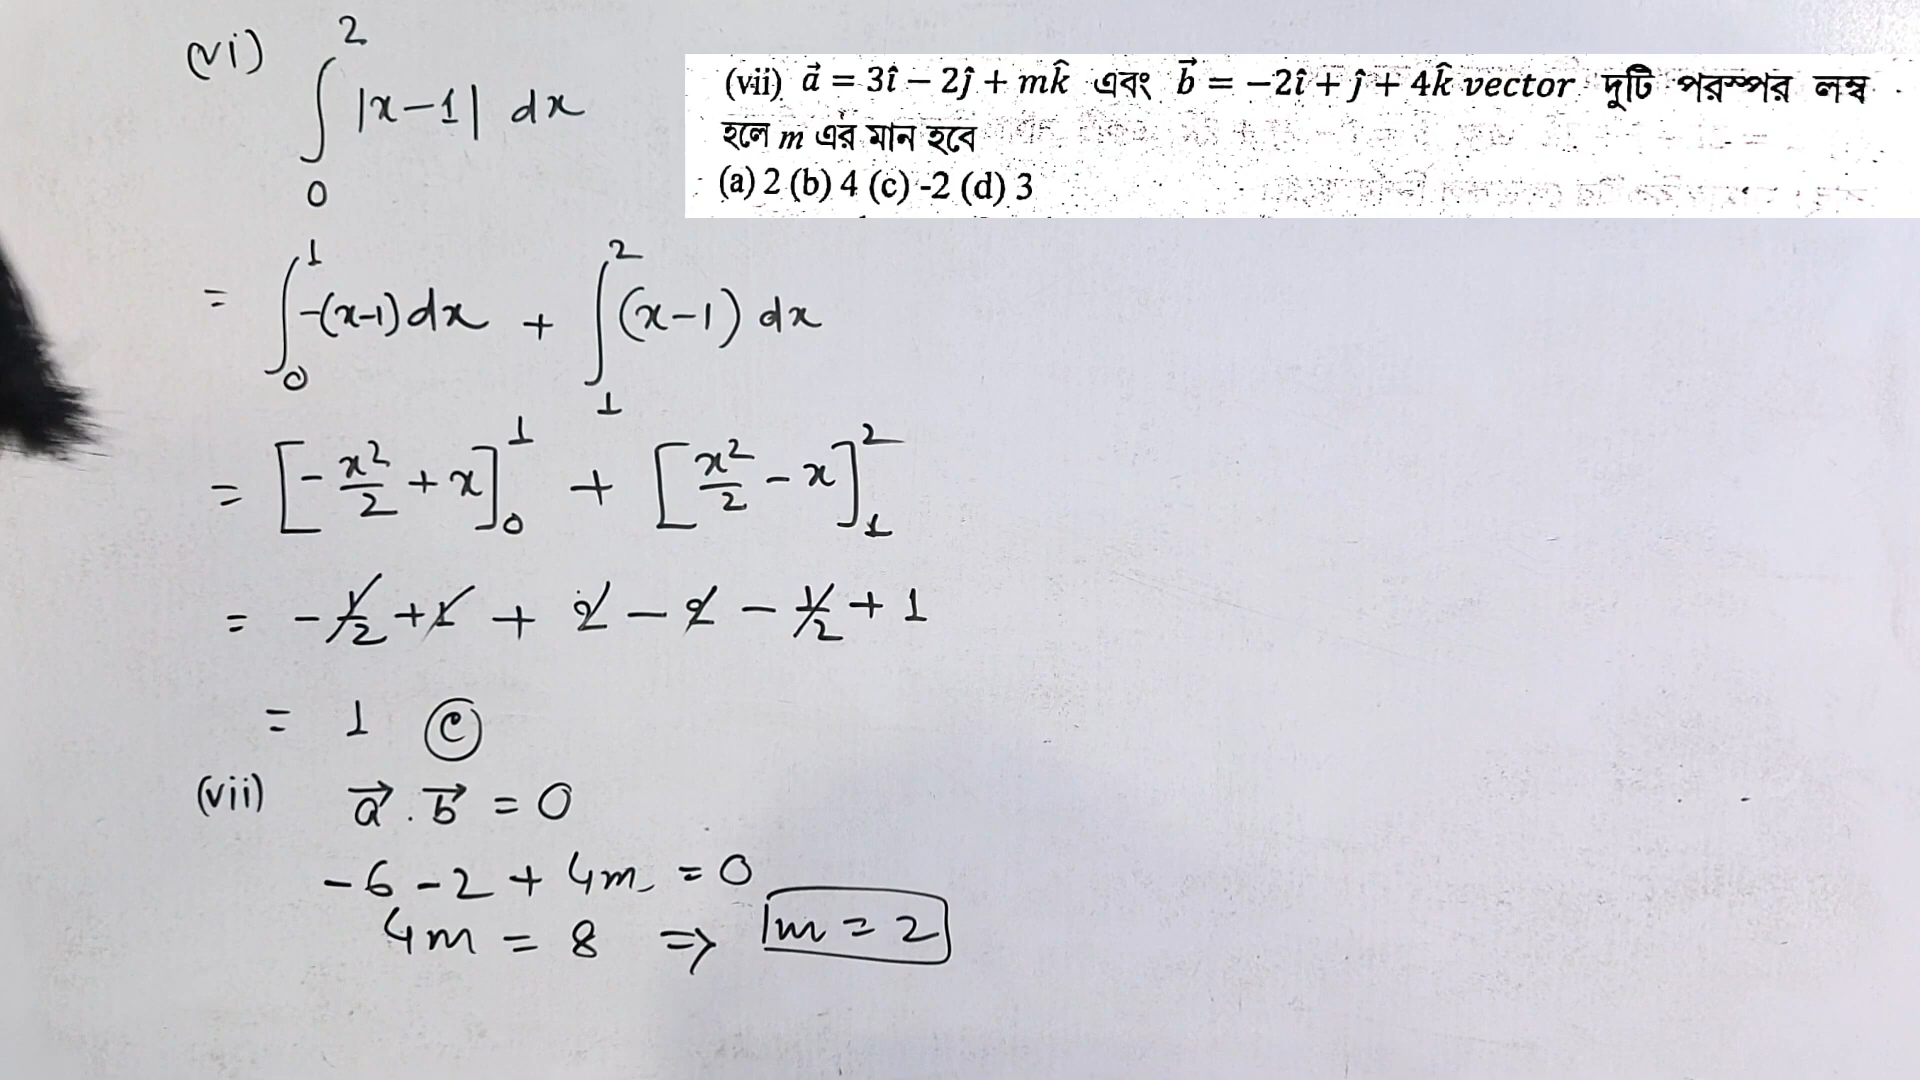 (vi) ∫₀² |x-1| dx
(vii) a⃗ = 3î − 2ĵ + mk̂ এবং b⃗ = −2î + ĵ + 4k̂ vector দুটি পরস্পর লম্ব
হলে m এর মান হবে
(a) 2 (b) 4 (c) -2 (d) 3
= ∫₀¹ -(x-1) dx + ∫₁² (x-1) dx
= [-x²/2 + x]₀¹ + [x²/2 - x]₁²
= -1/2 + 1 + 2 - 2 - 1/2 + 1
= 1 (c)
(vii) a⃗ . b⃗ = 0
-6 - 2 + 4m = 0
4m = 8 ⇒ m = 2